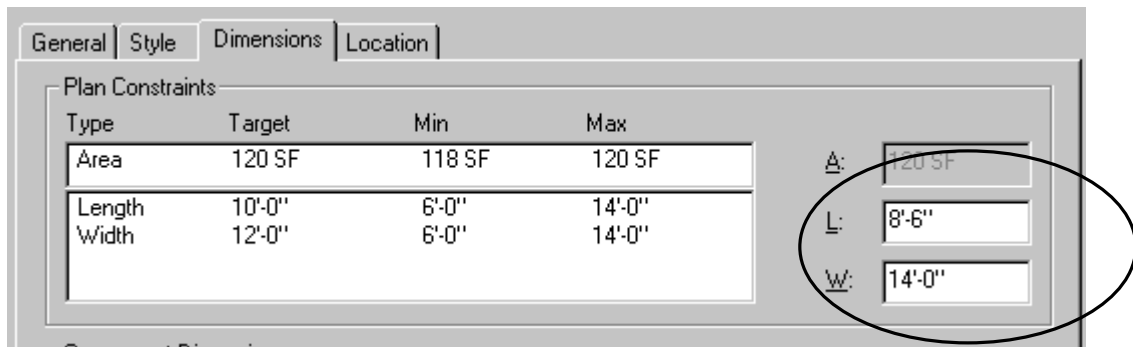 General Style Dimensions Location
Plan Constraints
Type Target Min Max
Area 120 SF 118 SF 120 SF A: 120 SF
Length 10'-0" 6'-0" 14'-0" L: 8'-6"
Width 12'-0" 6'-0" 14'-0"
W: 14'-0"